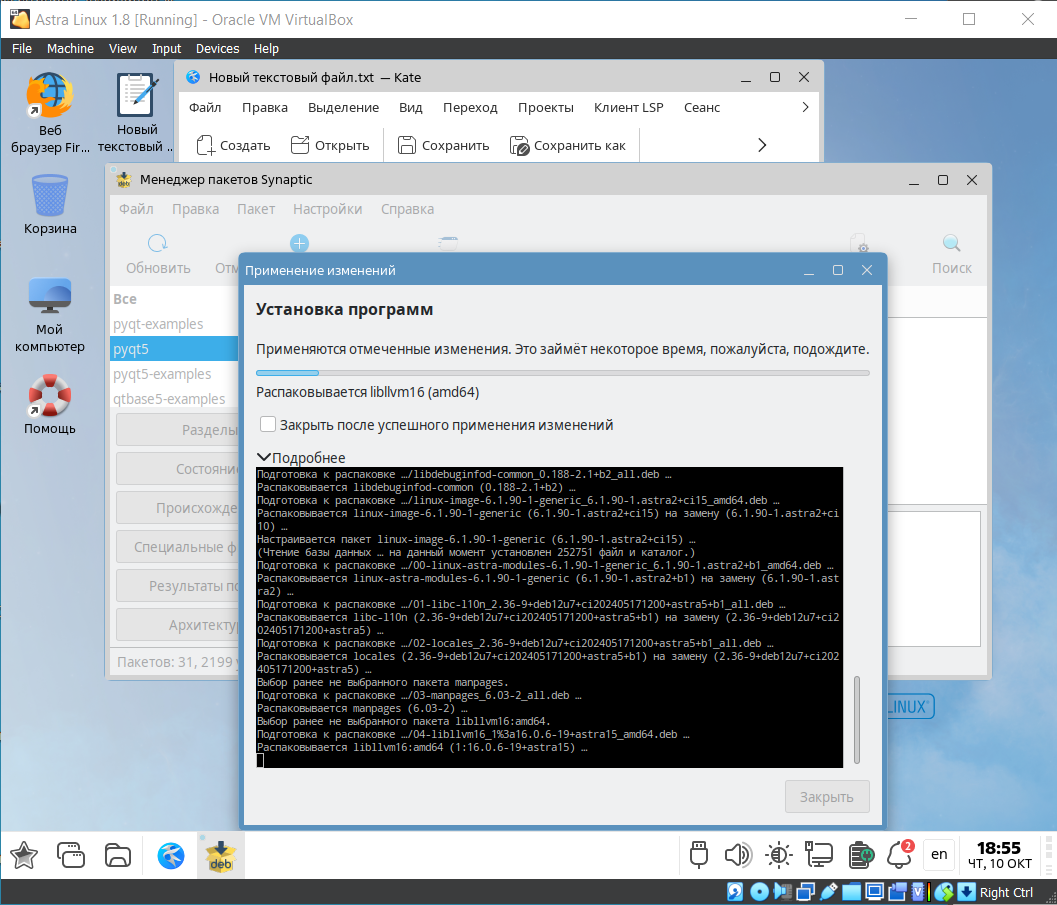 Astra Linux 1.8 [Running] - Oracle VM VirtualBox
File Machine View Input Devices Help
Веб
браузер Fir...
Новый
текстовый ..
Корзина
Мой
компьютер
Помощь
Новый текстовый файл.txt — Kate
Файл Правка Выделение Вид Переход Проекты Клиент LSP Сеанс
Создать Открыть Сохранить Сохранить как
Менеджер пакетов Synaptic
Файл Правка Пакет Настройки Справка
Обновить Отм Поиск
Все
pyqt-examples
pyqt5
pyqt5-examples
qtbase5-examples
Разделы
Состояние
Происхожде
Специальные ф
Результаты по
Архитектур
Пакетов: 31, 2199 у
Применение изменений
Установка программ
Применяются отмеченные изменения. Это займёт некоторое время, пожалуйста, подождите.
Распаковывается libllvm16 (amd64)
Закрыть после успешного применения изменений
Подробнее
Подготовка к распаковке …/libdebuginfod-common_0.188-2.1+b2_all.deb …
Распаковывается libdebuginfod-common (0.188-2.1+b2) …
Подготовка к распаковке …/linux-image-6.1.90-1-generic_6.1.90-1.astra2+ci15_amd64.deb …
Распаковывается linux-image-6.1.90-1-generic (6.1.90-1.astra2+ci15) на замену (6.1.90-1.astra2+ci
10) …
Настраивается пакет linux-image-6.1.90-1-generic (6.1.90-1.astra2+ci15) …
(Чтение базы данных … на данный момент установлен 252751 файл и каталог.)
Подготовка к распаковке …/00-linux-astra-modules-6.1.90-1-generic_6.1.90-1.astra2+b1_amd64.deb …
Распаковывается linux-astra-modules-6.1.90-1-generic (6.1.90-1.astra2+b1) на замену (6.1.90-1.ast
ra2) …
Подготовка к распаковке …/01-libc-l10n_2.36-9+deb12u7+ci202405171200+astra5+b1_all.deb …
Распаковывается libc-l10n (2.36-9+deb12u7+ci202405171200+astra5+b1) на замену (2.36-9+deb12u7+ci2
02405171200+astra5) …
Подготовка к распаковке …/02-locales_2.36-9+deb12u7+ci202405171200+astra5+b1_all.deb …
Распаковывается locales (2.36-9+deb12u7+ci202405171200+astra5+b1) на замену (2.36-9+deb12u7+ci202
405171200+astra5) …
Выбор ранее не выбранного пакета manpages.
Подготовка к распаковке …/03-manpages_6.03-2_all.deb …
Распаковывается manpages (6.03-2) …
Выбор ранее не выбранного пакета libllvm16:amd64.
Подготовка к распаковке …/04-libllvm16_1%3a16.0.6-19+astra15_amd64.deb …
Распаковывается libllvm16:amd64 (1:16.0.6-19+astra15) …
Закрыть
LINUX
deb
2
en
18:55
ЧТ, 10 ОКТ
Right Ctrl